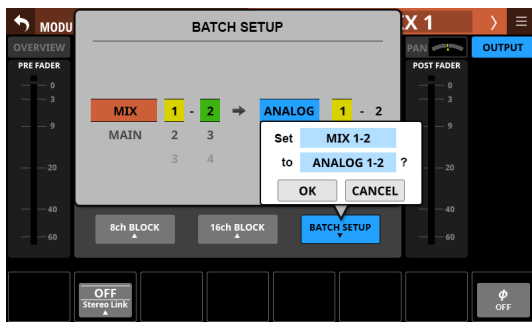 MODU
BATCH SETUP
X 1
OVERVIEW
PAN
OUTPUT
PRE FADER
POST FADER
0
3
9
20
40
60
0
3
9
20
40
60
MIX 1 - 2 → ANALOG 1 - 2
MAIN 2 3
3 4
Set MIX 1-2
to ANALOG 1-2 ?
OK CANCEL
8ch BLOCK
16ch BLOCK
BATCH SETUP
OFF
Stereo Link
ϕ
OFF